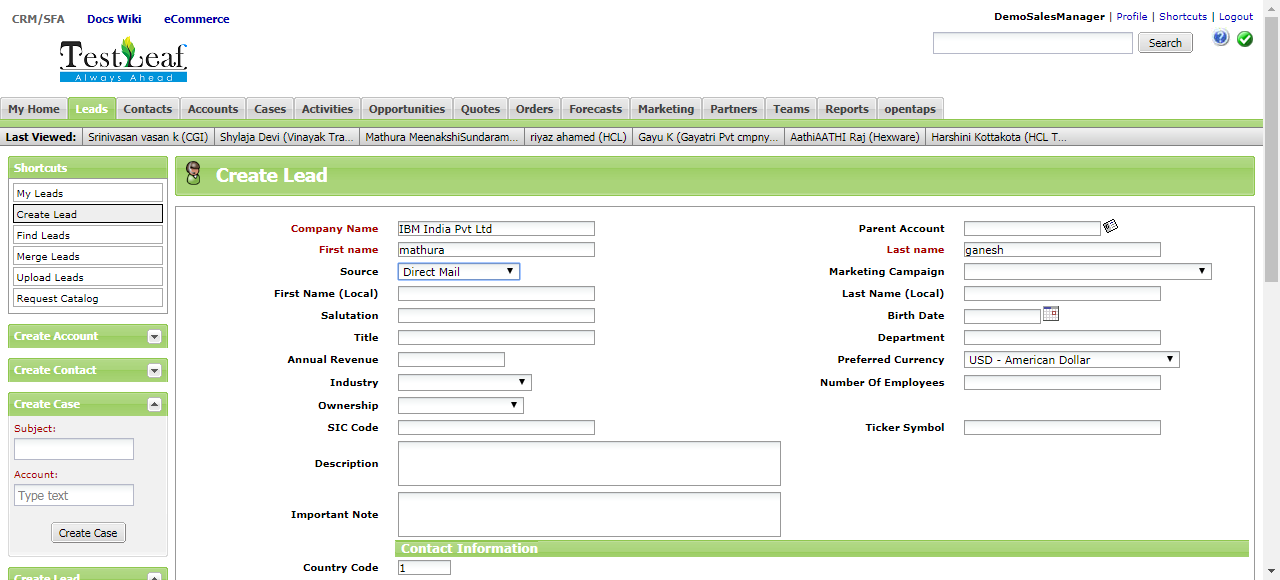 CRM/SFA Docs Wiki eCommerce
DemoSalesManager | Profile | Shortcuts | Logout
TestLeaf
Always Ahead
Search
My Home Leads Contacts Accounts Cases Activities Opportunities Quotes Orders Forecasts Marketing Partners Teams Reports opentaps
Last Viewed: Srinivasan vasan k (CGI) Shylaja Devi (Vinayak Tra... Mathura MeenakshiSundaram... riyaz ahamed (HCL) Gayu K (Gayatri Pvt cmpny... AathiAATHI Raj (Hexware) Harshini Kottakota (HCL T...
Shortcuts
My Leads
Create Lead
Find Leads
Merge Leads
Upload Leads
Request Catalog
Create Account
Create Contact
Create Case
Subject:
Account:
Type text
Create Case
Create Lead
Create Lead
Company Name IBM India Pvt Ltd Parent Account
First name mathura Last name ganesh
Source Direct Mail Marketing Campaign
First Name (Local) Last Name (Local)
Salutation Birth Date
Title Department
Annual Revenue Preferred Currency USD - American Dollar
Industry Number Of Employees
Ownership
SIC Code Ticker Symbol
Description
Important Note
Contact Information
Country Code 1